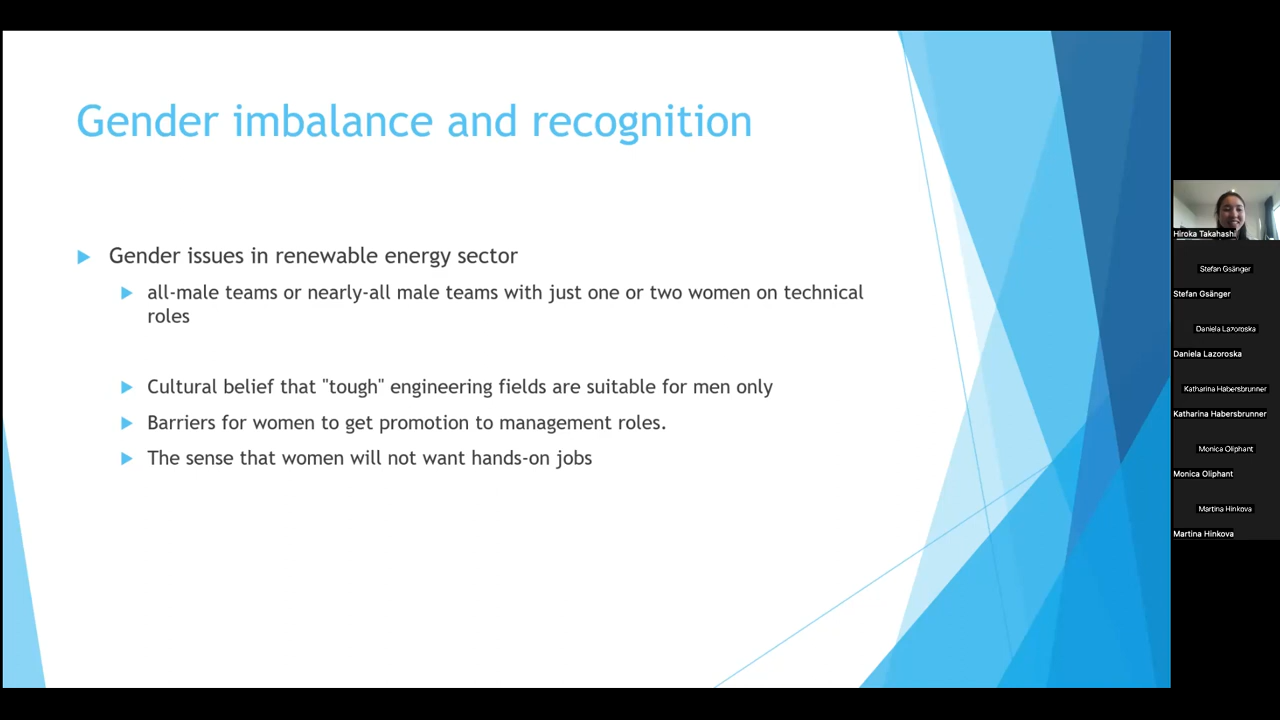 Gender imbalance and recognition
Gender issues in renewable energy sector
all-male teams or nearly-all male teams with just one or two women on technical
roles
Cultural belief that "tough" engineering fields are suitable for men only
Barriers for women to get promotion to management roles.
The sense that women will not want hands-on jobs
Hiroka Takahashi
Stefan Gsänger
Stefan Gsänger
Daniela Lazoroska
Daniela Lazoroska
Katharina Habersbrunner
Katharina Habersbrunner
Monica Oliphant
Monica Oliphant
Martina Hinkova
Martina Hinkova